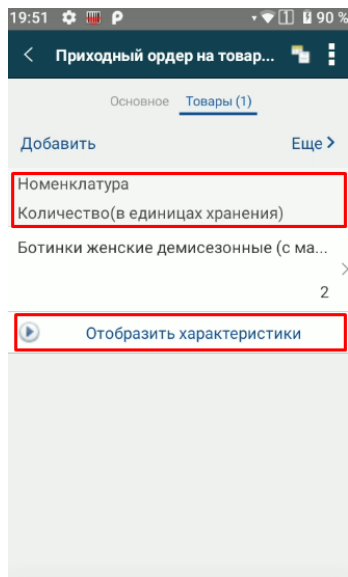 19:51 90 %
Приходный ордер на товар...
Основное Товары (1)
Добавить Еще
Номенклатура
Количество(в единицах хранения)
Ботинки женские демисезонные (с ма...
2
Отобразить характеристики